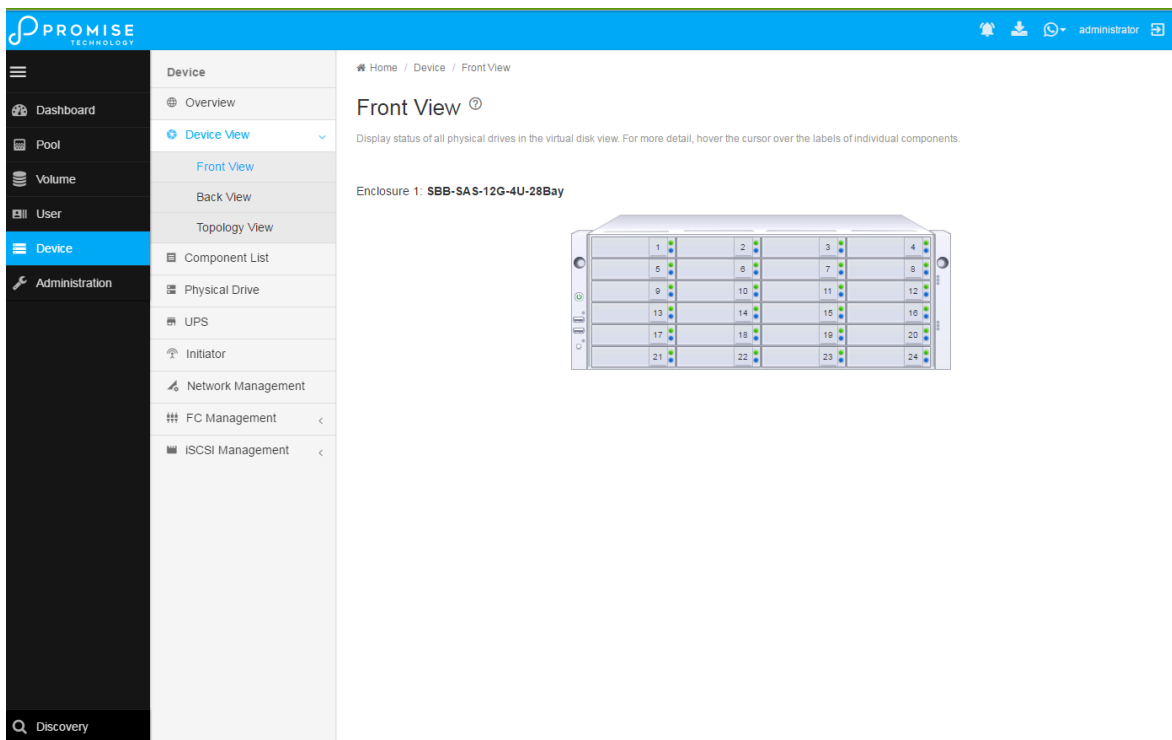 PROMISE
TECHNOLOGY
administrator
Dashboard
Pool
Volume
User
Device
Administration
Discovery
Device
Overview
Device View
Front View
Back View
Topology View
Component List
Physical Drive
UPS
Initiator
Network Management
FC Management
iSCSI Management
Home / Device / Front View
Front View ?
Display status of all physical drives in the virtual disk view. For more detail, hover the cursor over the labels of individual components.
Enclosure 1: SBB-SAS-12G-4U-28Bay
1 2 3 4
5 6 7 8
9 10 11 12
13 14 15 16
17 18 19 20
21 22 23 24